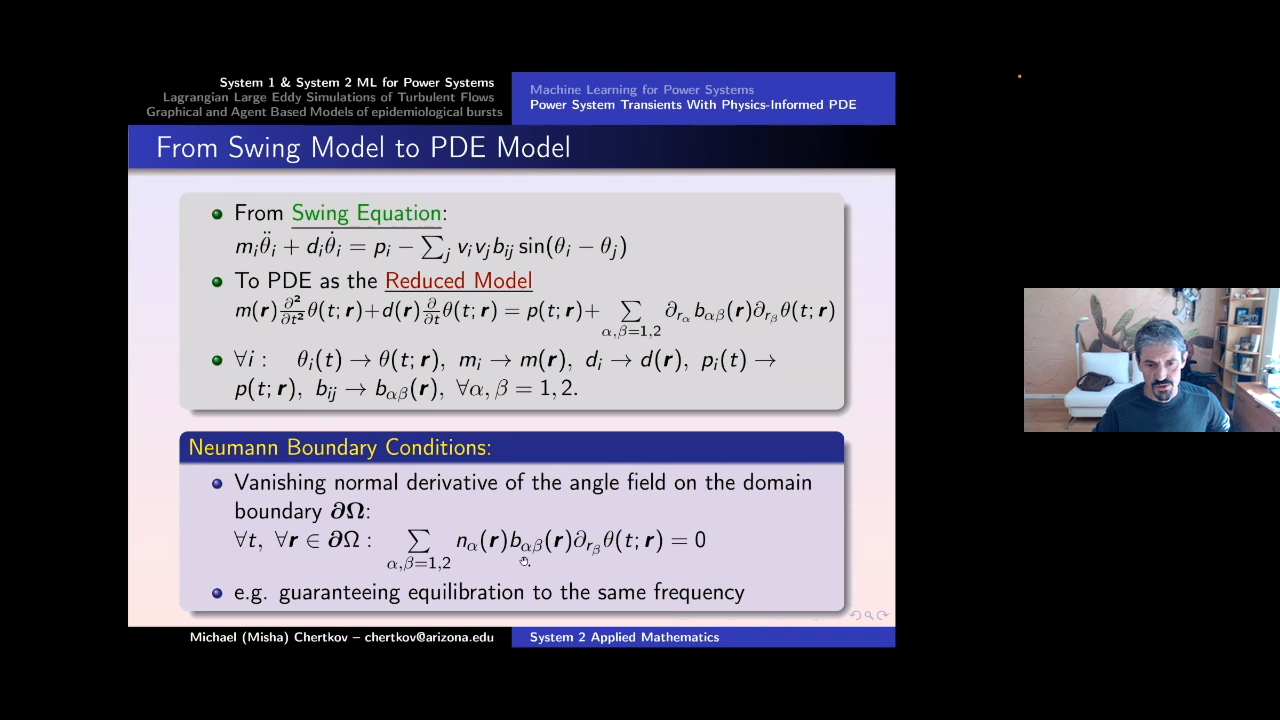 System 1 & System 2 ML for Power Systems
Lagrangian Large Eddy Simulations of Turbulent Flows
Graphical and Agent Based Models of epidemiological bursts
Machine Learning for Power Systems
Power System Transients With Physics-Informed PDE
From Swing Model to PDE Model
From Swing Equation:
m_i θ̈_i + d_i θ̇_i = p_i − ∑_j v_i v_j b_{ij} sin(θ_i − θ_j)
To PDE as the Reduced Model
m(r) ∂²/∂t² θ(t; r)+d(r) ∂/∂t θ(t; r) = p(t; r)+ ∑_{α,β=1,2} ∂_{r_α} b_{αβ}(r)∂_{r_β} θ(t; r)
∀i : θ_i(t) → θ(t; r), m_i → m(r), d_i → d(r), p_i(t) →
p(t; r), b_{ij} → b_{αβ}(r), ∀α, β = 1, 2.
Neumann Boundary Conditions:
Vanishing normal derivative of the angle field on the domain
boundary ∂Ω:
∀t, ∀r ∈ ∂Ω : ∑_{α,β=1,2} n_α(r)b_{αβ}(r)∂_{r_β} θ(t; r) = 0
e.g. guaranteeing equilibration to the same frequency
Michael (Misha) Chertkov – chertkov@arizona.edu
System 2 Applied Mathematics